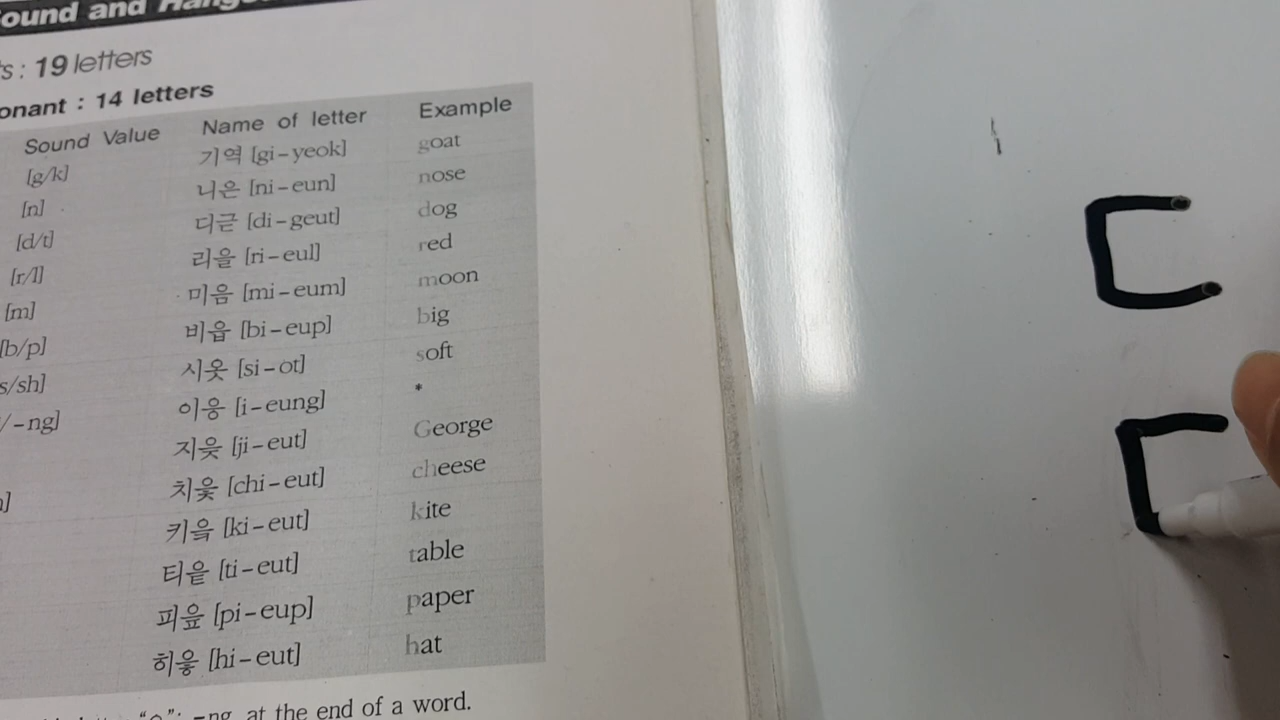 ound and
s : 19 letters
onant : 14 letters
Sound Value Name of letter Example
[g/k] 기역 [gi-yeok] goat
[n] 니은 [ni-eun] nose
[d/t] 디귿 [di-geut] dog
[r/l] 리을 [ri-eul] red
[m] 미음 [mi-eum] moon
[b/p] 비읍 [bi-eup] big
s/sh] 시옷 [si-ot] soft
/-ng] 이응 [i-eung] *
지읒 [ji-eut] George
치읓 [chi-eut] cheese
키읔 [ki-eut] kite
티읕 [ti-eut] table
피읖 [pi-eup] paper
히읗 [hi-eut] hat
"o": -ng at the end of a word.
ㄷ
ㄷ